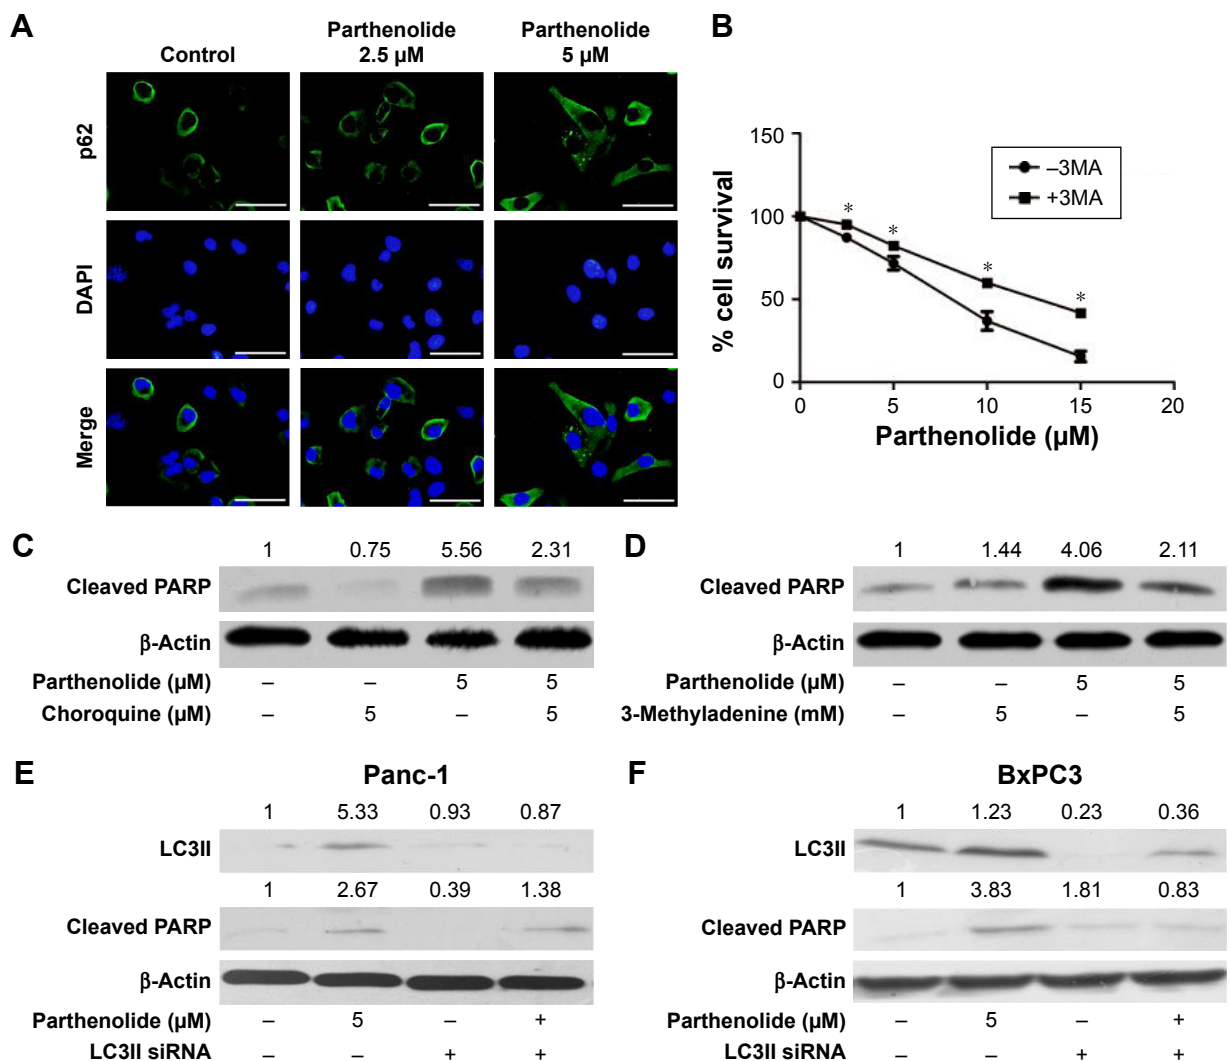 A
Control
Parthenolide
2.5 µM
Parthenolide
5 µM
p62
DAPI
Merge
B
150
100
50
0
% cell survival
–3MA
+3MA
*
*
*
*
0
5
10
15
20
Parthenolide (µM)
C
1 0.75 5.56 2.31
Cleaved PARP
β-Actin
Parthenolide (µM) – – 5 5
Choroquine (µM) – 5 – 5
D
1 1.44 4.06 2.11
Cleaved PARP
β-Actin
Parthenolide (µM) – – 5 5
3-Methyladenine (mM) – 5 – 5
E
Panc-1
1 5.33 0.93 0.87
LC3II
1 2.67 0.39 1.38
Cleaved PARP
β-Actin
Parthenolide (µM) – 5 – +
LC3II siRNA – – + +
F
BxPC3
1 1.23 0.23 0.36
LC3II
1 3.83 1.81 0.83
Cleaved PARP
β-Actin
Parthenolide (µM) – 5 – +
LC3II siRNA – – + +